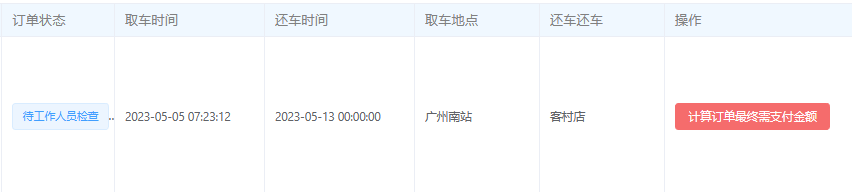 订单状态 取车时间 还车时间 取车地点 还车还车 操作
待工作人员检查 .. 2023-05-05 07:23:12 2023-05-13 00:00:00 广州南站 客村店 计算订单最终需支付金额